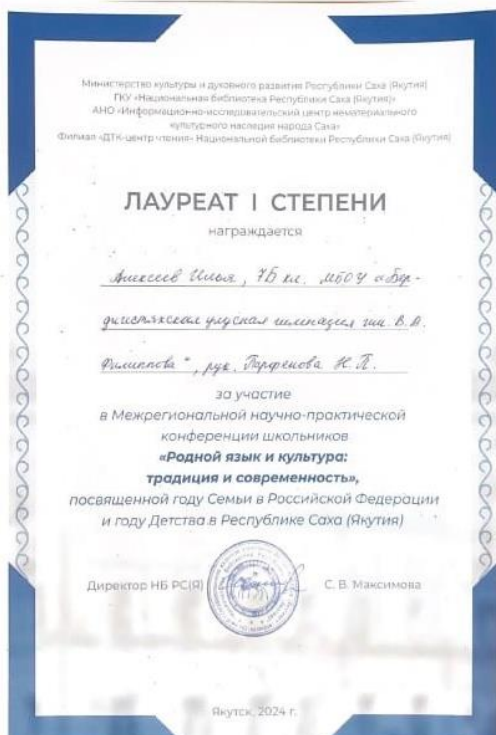 Министерство культуры и духовного развития Республики Саха (Якутия)
ГКУ «Национальная библиотека Республики Саха (Якутия)»
АНО «Информационно-исследовательский центр нематериального
культурного наследия народа Саха»
Филиал «ДТК-центр чтения» Национальной библиотеки Республики Саха (Якутия)
ЛАУРЕАТ I СТЕПЕНИ
награждается
Алексеев Илья, 7Б кл. МБОУ «Бер-
дигестяхская улусная гимназия им.
Филиппова", рук. Парфенова Н.П.
за участие
в Межрегиональной научно-практической
конференции школьников
«Родной язык и культура:
традиция и современность»,
посвященной году Семьи в Российской Федерации
и году Детства в Республике Саха (Якутия)
Директор НБ РС(Я) С. В. Максимова
Якутск, 2024 г.